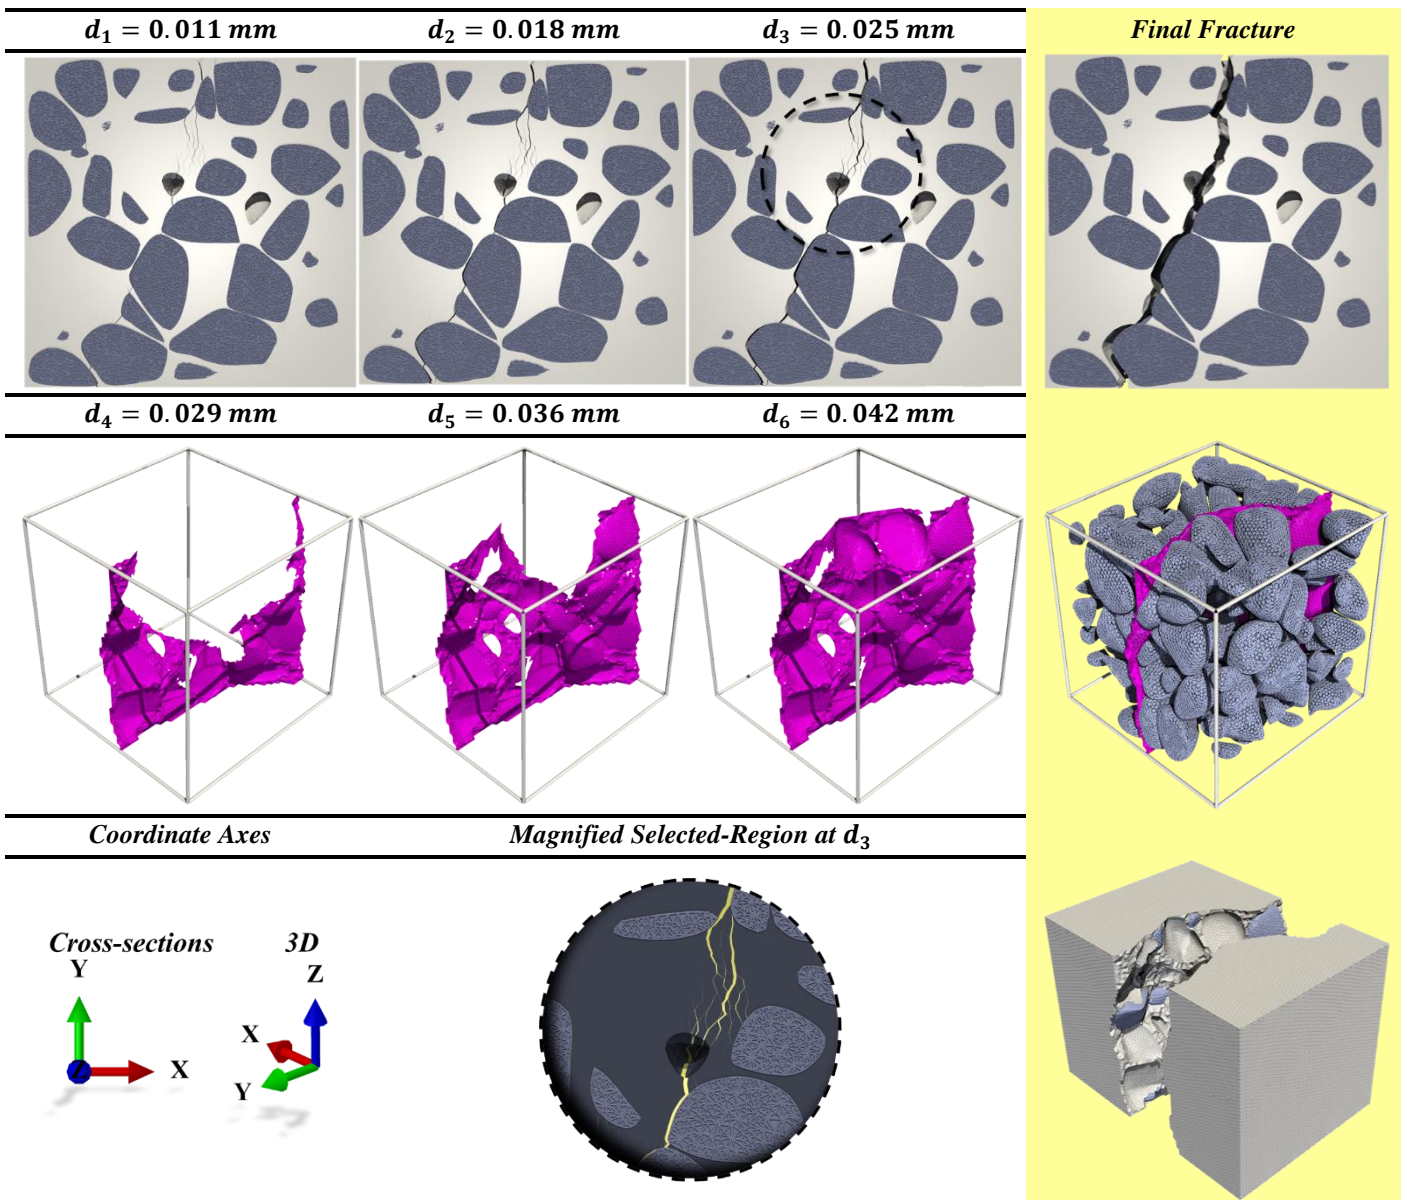 d₁ = 0.011 mm
d₂ = 0.018 mm
d₃ = 0.025 mm
Final Fracture
d₄ = 0.029 mm
d₅ = 0.036 mm
d₆ = 0.042 mm
Coordinate Axes
Magnified Selected-Region at d₃
Cross-sections
3D
Y
Z
X
X
Y
Z